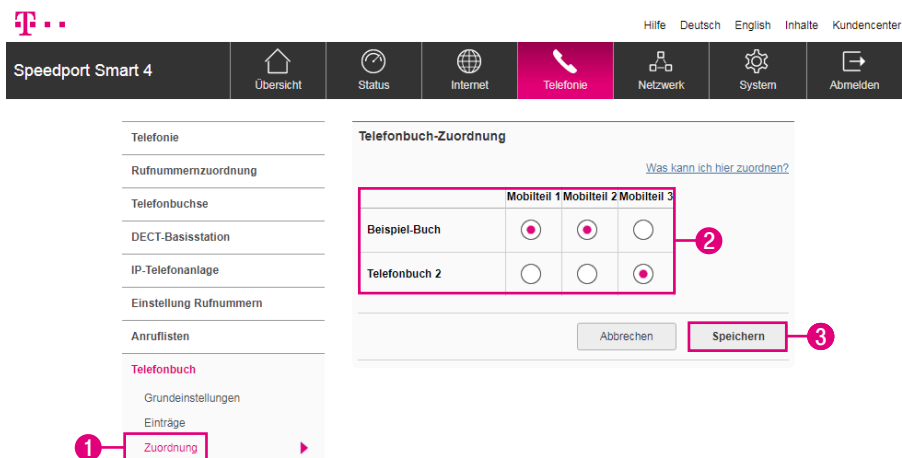 T
Hilfe Deutsch English Inhalte Kundencenter
Speedport Smart 4
Übersicht Status Internet Telefonie Netzwerk System Abmelden
Telefonie
Rufnummernzuordnung
Telefonbuchse
DECT-Basisstation
IP-Telefonanlage
Einstellung Rufnummern
Anruflisten
Telefonbuch
Grundeinstellungen
Einträge
1 Zuordnung
Telefonbuch-Zuordnung
Was kann ich hier zuordnen?
Mobilteil 1 Mobilteil 2 Mobilteil 3
Beispiel-Buch
2
Telefonbuch 2
Abbrechen Speichern 3